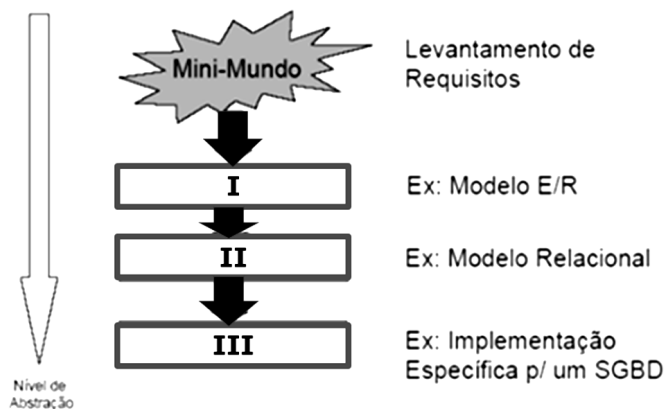 Mini-Mundo
Levantamento de
Requisitos
I
Ex: Modelo E/R
II
Ex: Modelo Relacional
III
Ex: Implementação
Específica p/ um SGBD
Nível de
Abstração